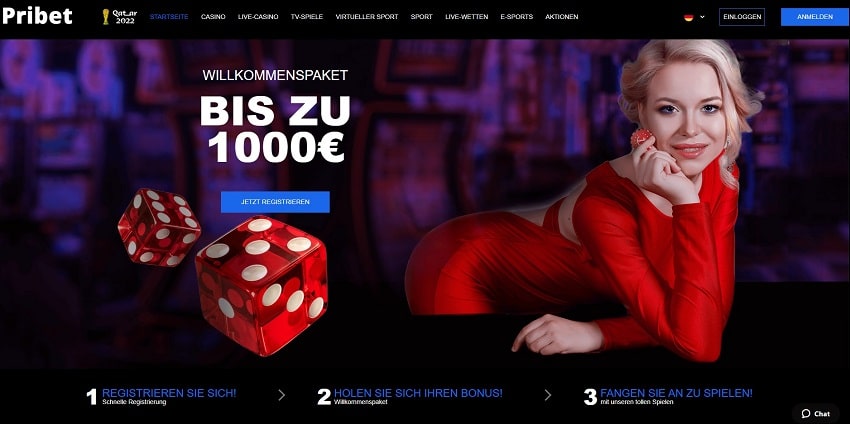 Pribet
Qatar
2022
STARTSEITE
CASINO
LIVE-CASINO
TV-SPIELE
VIRTUELLER SPORT
SPORT
LIVE-WETTEN
E-SPORTS
AKTIONEN
EINLOGGEN
ANMELDEN
WILLKOMMENSPAKET
BIS ZU
1000€
JETZT REGISTRIEREN
1 REGISTRIEREN SIE SICH!
Schnelle Registrierung
2 HOLEN SIE SICH IHREN BONUS!
Willkommenspaket
3 FANGEN SIE AN ZU SPIELEN!
mit unseren tollen Spielen
Chat